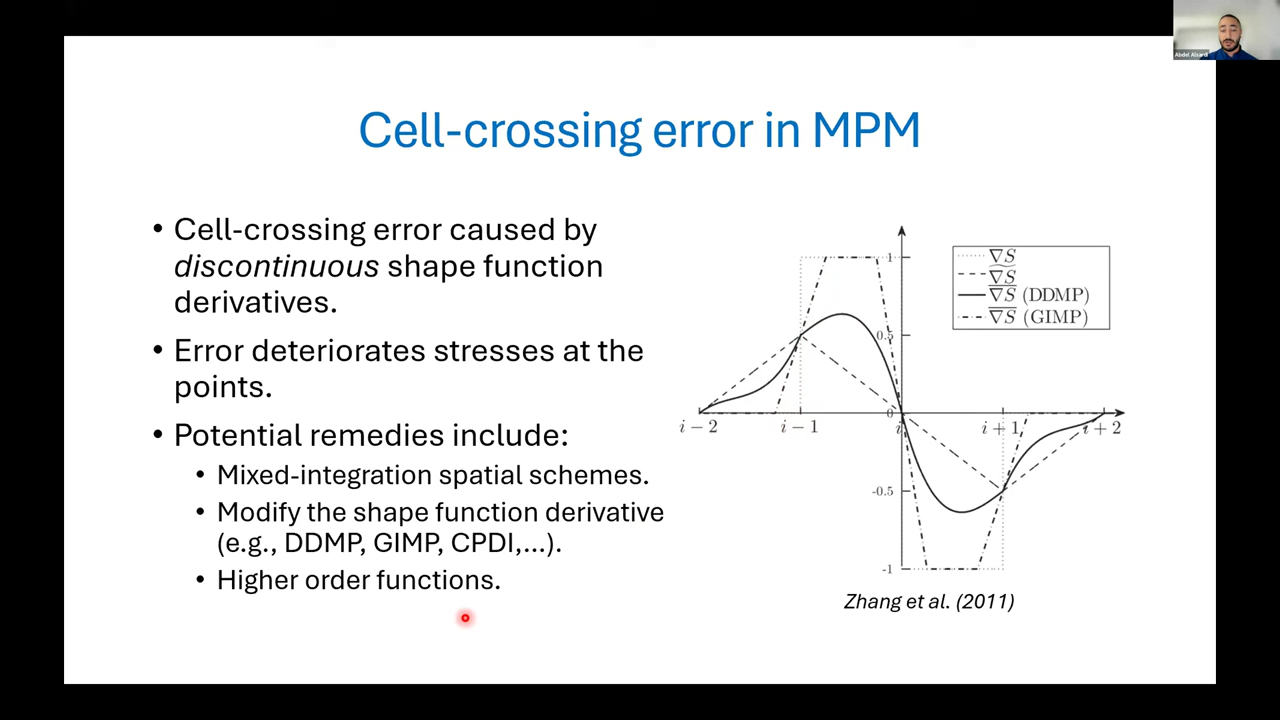 Abdel Alsardi
Cell-crossing error in MPM
• Cell-crossing error caused by
discontinuous shape function
derivatives.
• Error deteriorates stresses at the
points.
• Potential remedies include:
• Mixed-integration spatial schemes.
• Modify the shape function derivative
(e.g., DDMP, GIMP, CPDI,...).
• Higher order functions.
∇S
∇̃S
∇̅S̅ (DDMP)
∇̅S̅ (GIMP)
1
0.5
0
i − 2
i − 1
i
i + 1
i + 2
-0.5
-1
Zhang et al. (2011)